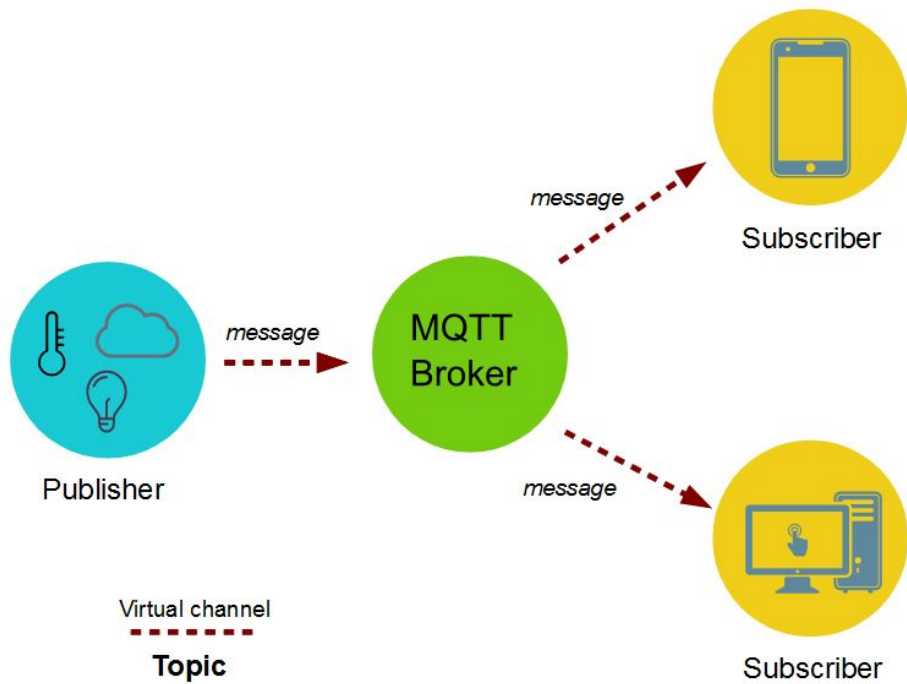 message
Subscriber
message
MQTT
Broker
Publisher
message
Virtual channel
Topic
Subscriber